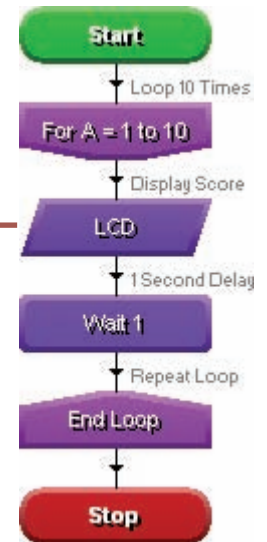 Start
Loop 10 Times
For A = 1 to 10
Display Score
LCD
1 Second Delay
Wait 1
Repeat Loop
End Loop
Stop